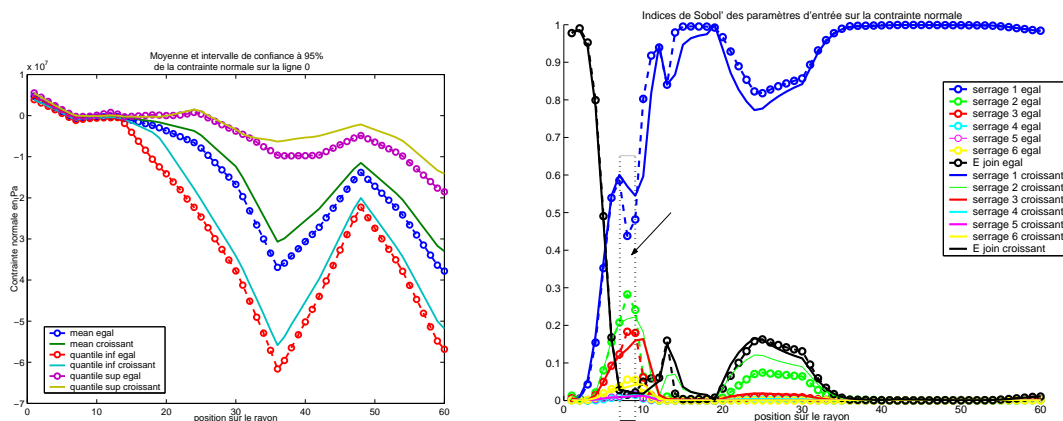 Moyenne et intervalle de confiance à 95%
de la contrainte normale sur la ligne 0
x 10^7
1
0
−1
−2
−3
−4
−5
−6
−7
Contrainte normale en Pa
0 10 20 30 40 50 60
position sur le rayon
mean egal
mean croissant
quantile inf egal
quantile inf croissant
quantile sup egal
quantile sup croissant
Indices de Sobol' des paramètres d'entrée sur la contrainte normale
1
0.9
0.8
0.7
0.6
0.5
0.4
0.3
0.2
0.1
0
0 10 20 30 40 50 60
position sur le rayon
serrage 1 egal
serrage 2 egal
serrage 3 egal
serrage 4 egal
serrage 5 egal
serrage 6 egal
E join egal
serrage 1 croissant
serrage 2 croissant
serrage 3 croissant
serrage 4 croissant
serrage 5 croissant
serrage 6 croissant
E join croissant